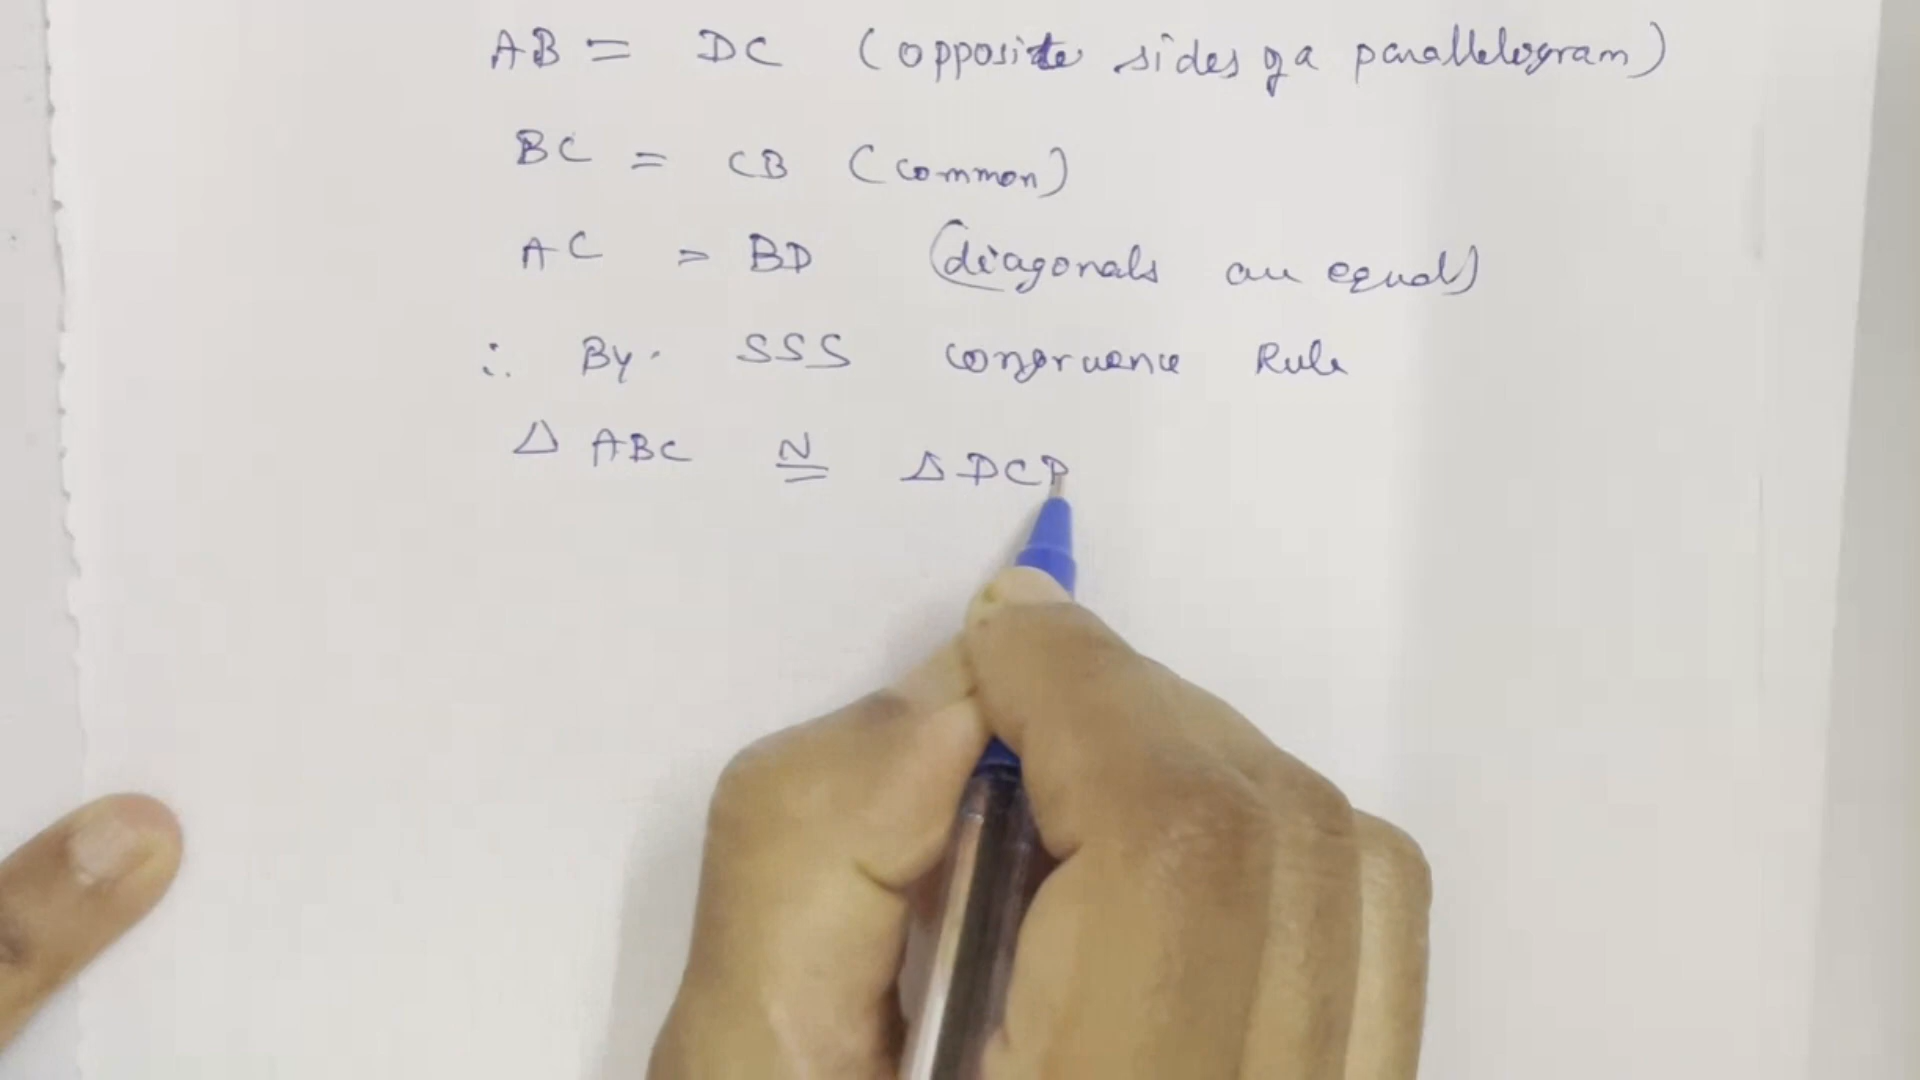 AB = DC (opposite sides of a parallelogram)
BC = CB (common)
AC = BD (diagonals are equal)
∴ By. SSS congruence Rule
Δ ABC ≅ Δ DCB